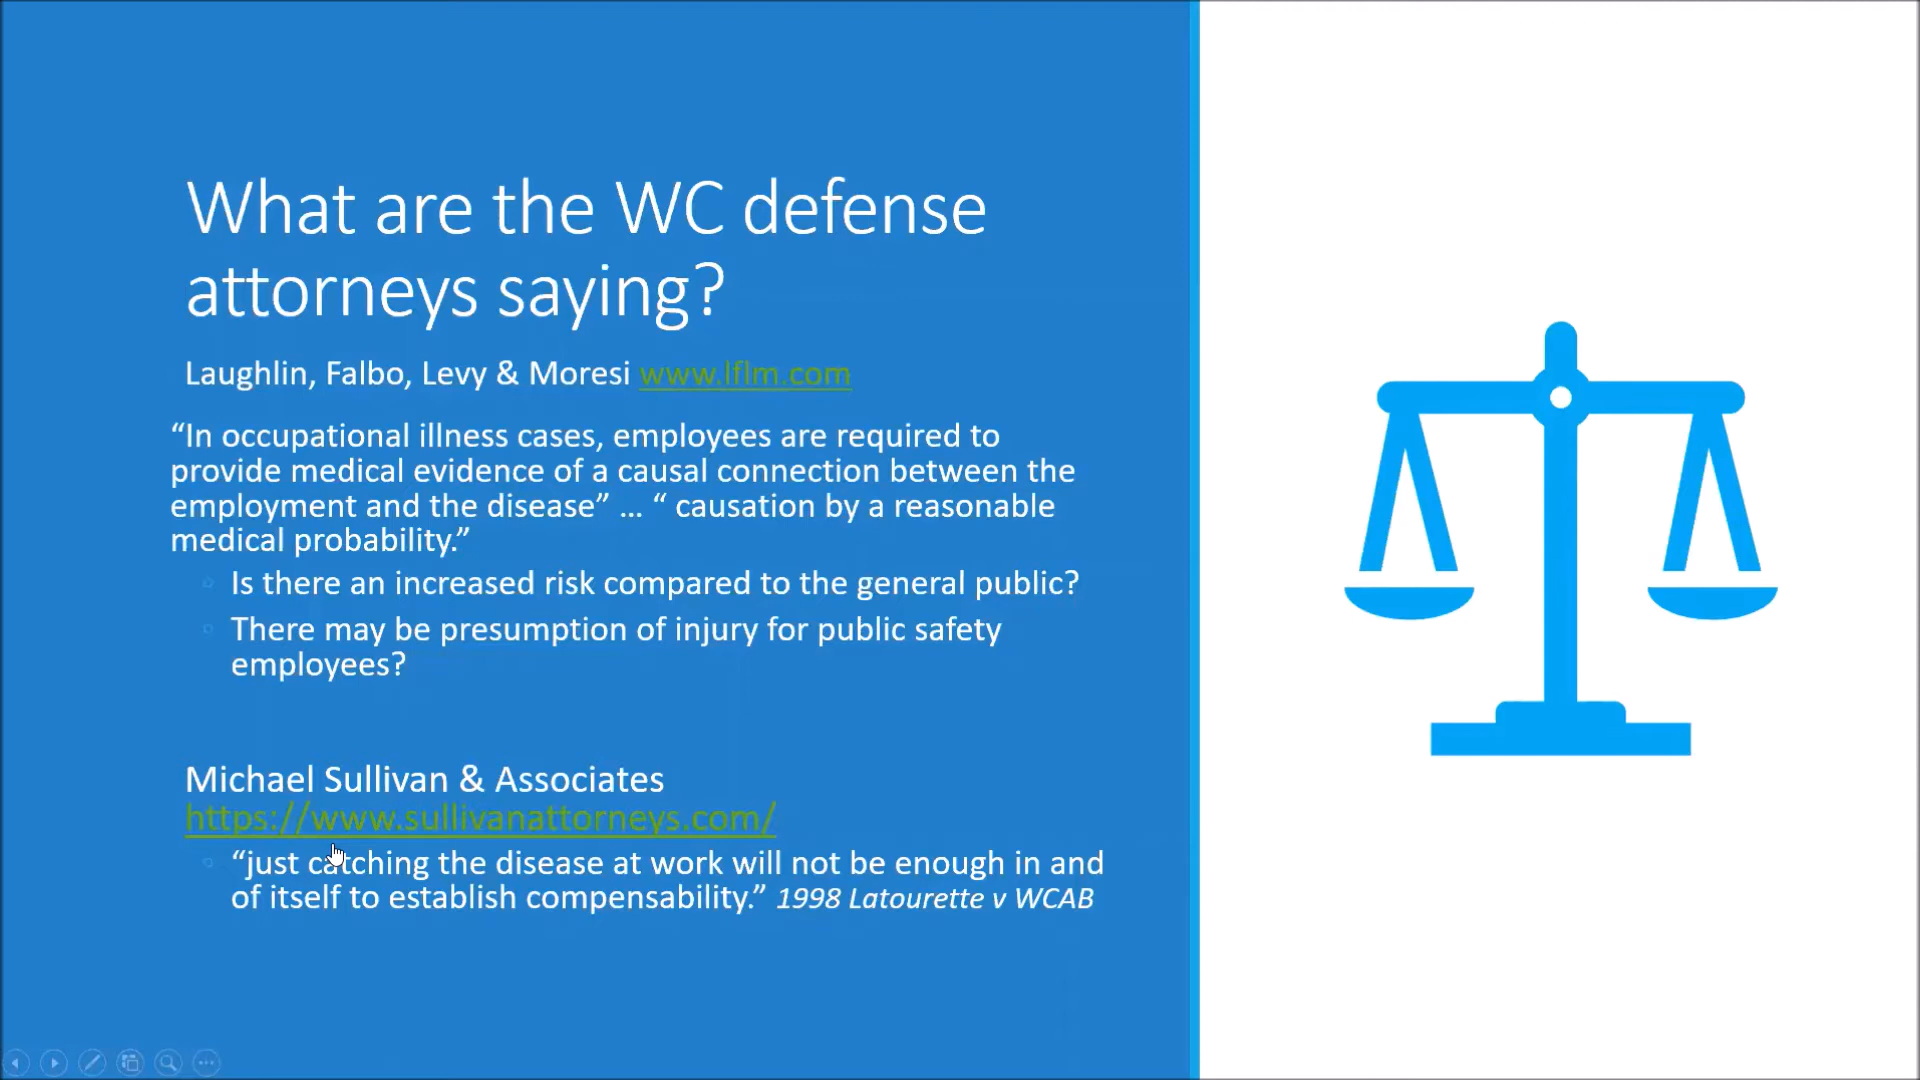 What are the WC defense
attorneys saying?
Laughlin, Falbo, Levy & Moresi www.lflm.com
“In occupational illness cases, employees are required to
provide medical evidence of a causal connection between the
employment and the disease” … “ causation by a reasonable
medical probability.”
Is there an increased risk compared to the general public?
There may be presumption of injury for public safety
employees?
Michael Sullivan & Associates
https://www.sullivanattorneys.com/
“just catching the disease at work will not be enough in and
of itself to establish compensability.” 1998 Latourette v WCAB